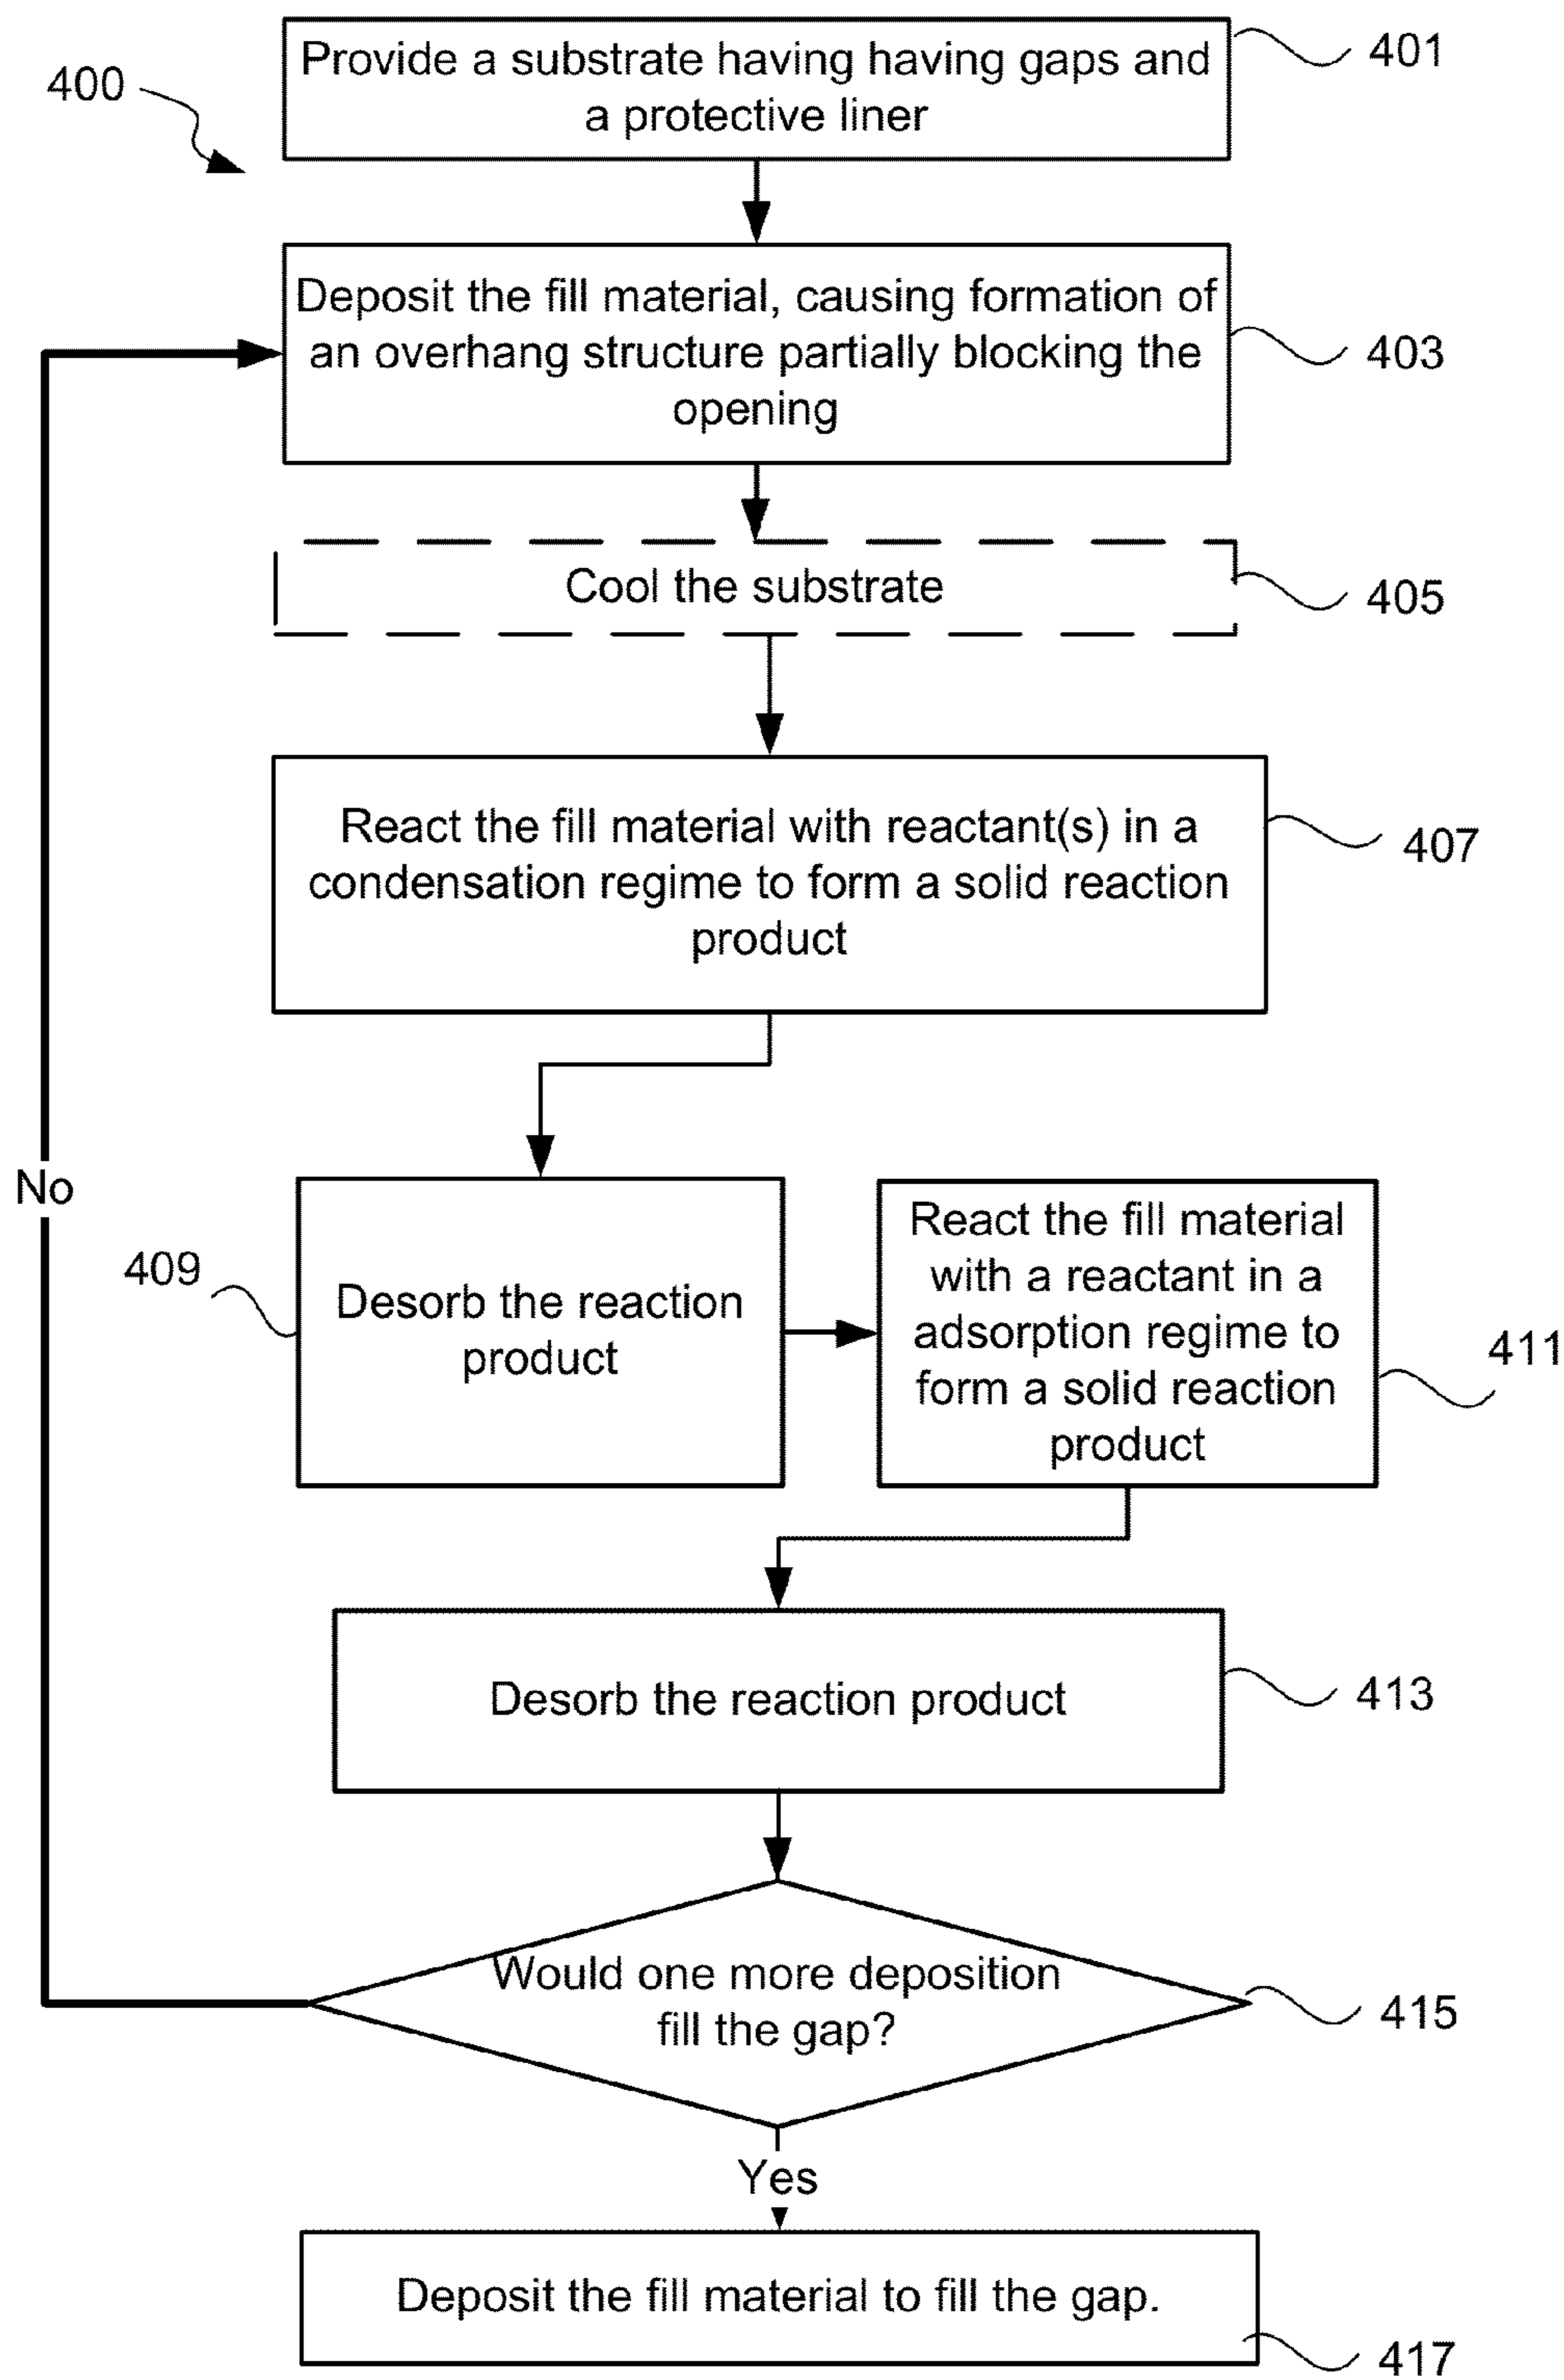 400
Provide a substrate having having gaps and
a protective liner
401
Deposit the fill material, causing formation of
an overhang structure partially blocking the
opening
403
Cool the substrate
405
React the fill material with reactant(s) in a
condensation regime to form a solid reaction
product
407
No
409
Desorb the reaction
product
React the fill material
with a reactant in a
adsorption regime to
form a solid reaction
product
411
Desorb the reaction product
413
Would one more deposition
fill the gap?
415
Yes
Deposit the fill material to fill the gap.
417